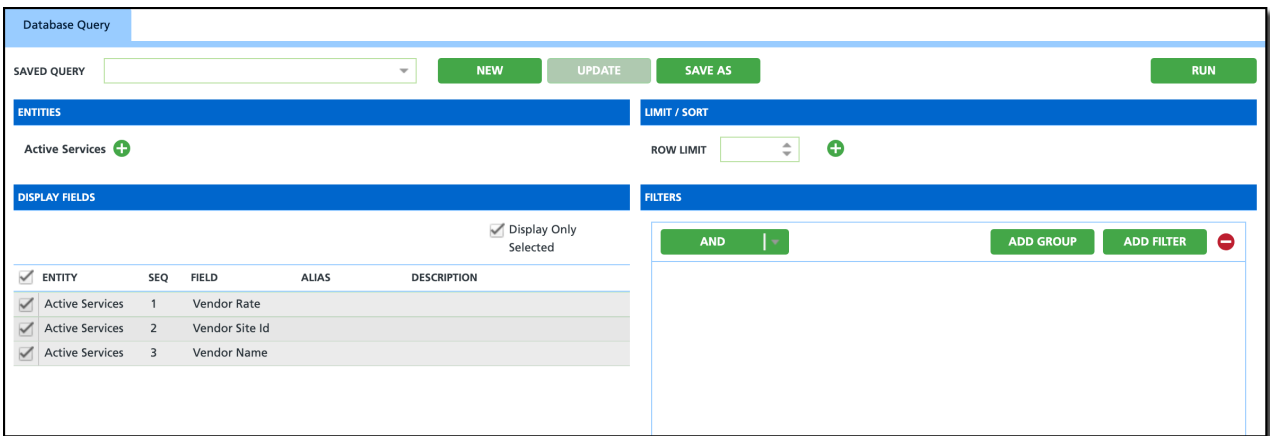 Database Query
SAVED QUERY NEW UPDATE SAVE AS RUN
ENTITIES
Active Services
LIMIT / SORT
ROW LIMIT
DISPLAY FIELDS
Display Only
Selected
ENTITY SEQ FIELD ALIAS DESCRIPTION
Active Services 1 Vendor Rate
Active Services 2 Vendor Site Id
Active Services 3 Vendor Name
FILTERS
AND ADD GROUP ADD FILTER